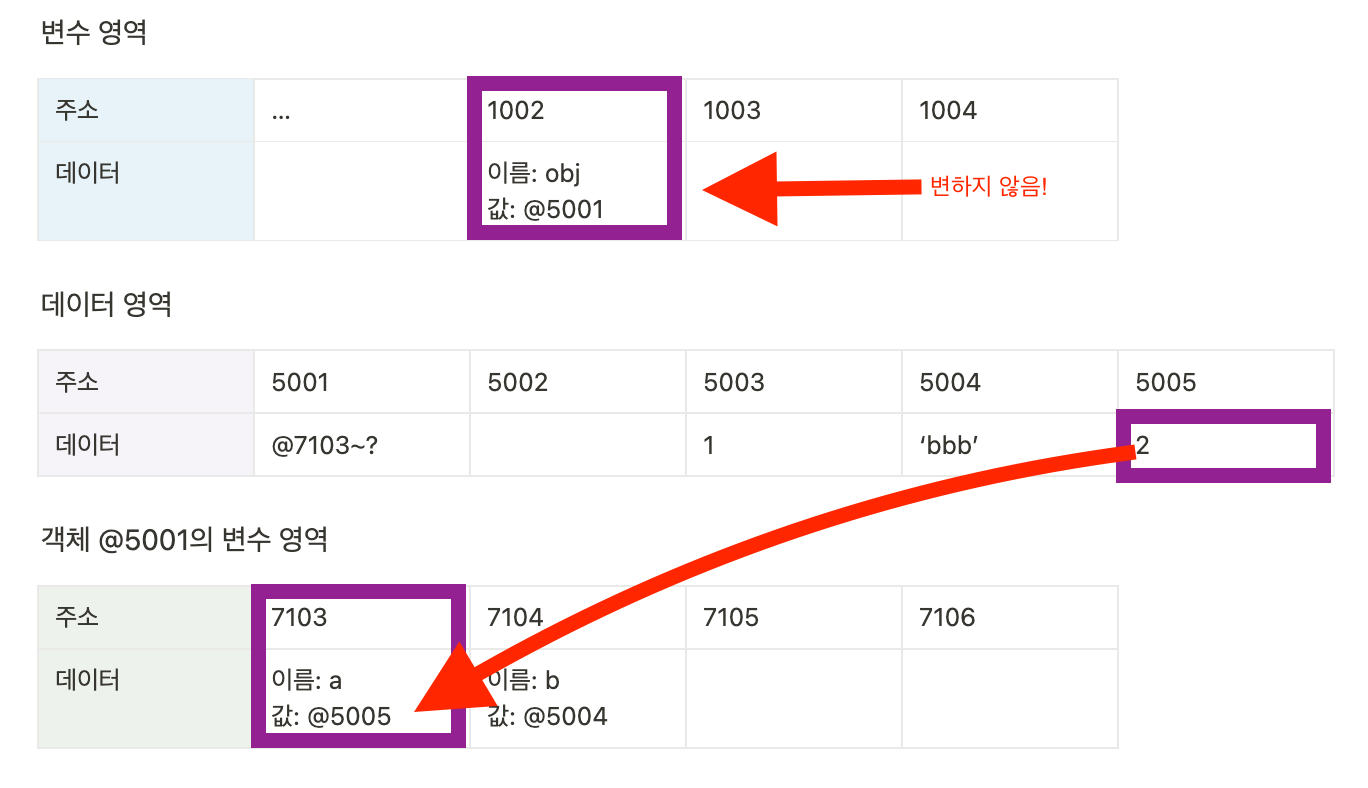 변수 영역
주소 ... 1002 1003 1004
데이터 이름: obj
값: @5001
변하지 않음!
데이터 영역
주소 5001 5002 5003 5004 5005
데이터 @7103~? 1 ‘bbb’ 2
객체 @5001의 변수 영역
주소 7103 7104 7105 7106
데이터 이름: a 이름: b
값: @5005 값: @5004